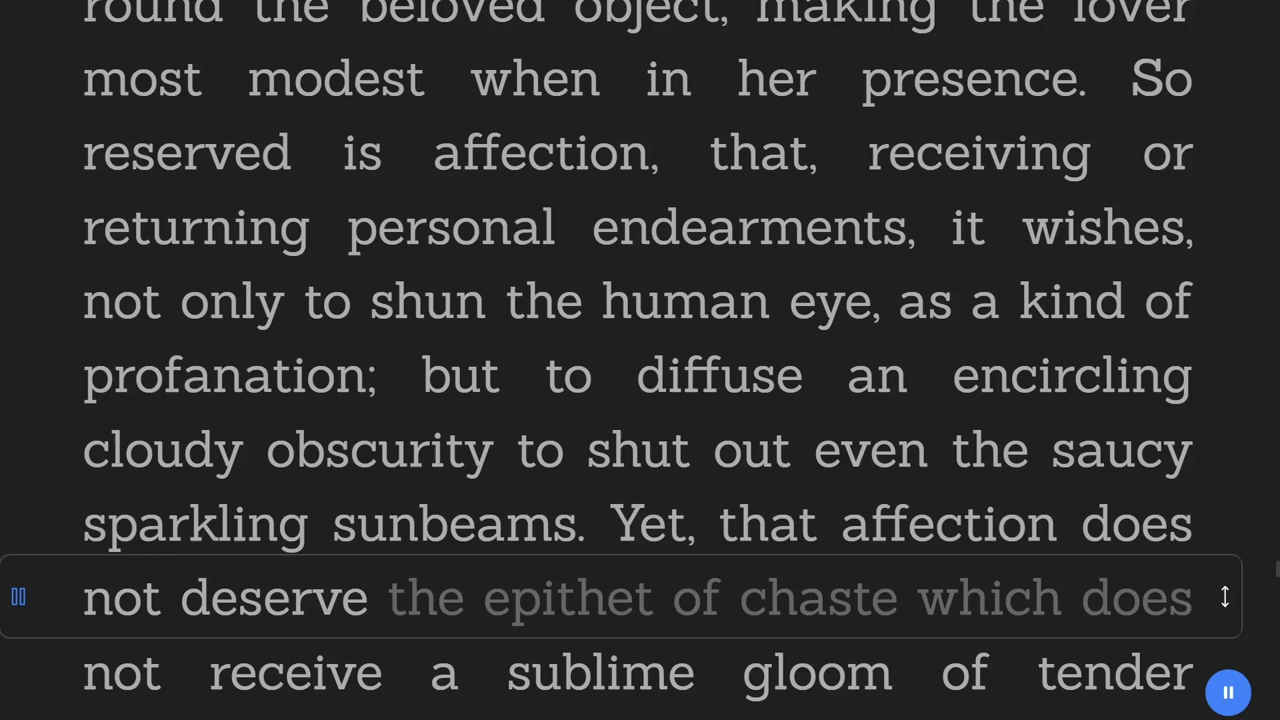 round the beloved object, making the lover
most modest when in her presence. So
reserved is affection, that, receiving or
returning personal endearments, it wishes,
not only to shun the human eye, as a kind of
profanation; but to diffuse an encircling
cloudy obscurity to shut out even the saucy
sparkling sunbeams. Yet, that affection does
not deserve the epithet of chaste which does
not receive a sublime gloom of tender